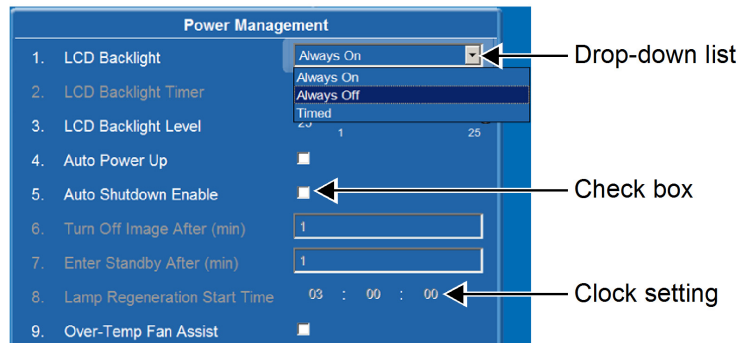 Power Management
1. LCD Backlight Always On Drop-down list
Always On
2. LCD Backlight Timer Always Off
Timed
3. LCD Backlight Level 25 1 25
4. Auto Power Up
5. Auto Shutdown Enable Check box
6. Turn Off Image After (min) 1
7. Enter Standby After (min) 1
8. Lamp Regeneration Start Time 03 : 00 : 00 Clock setting
9. Over-Temp Fan Assist